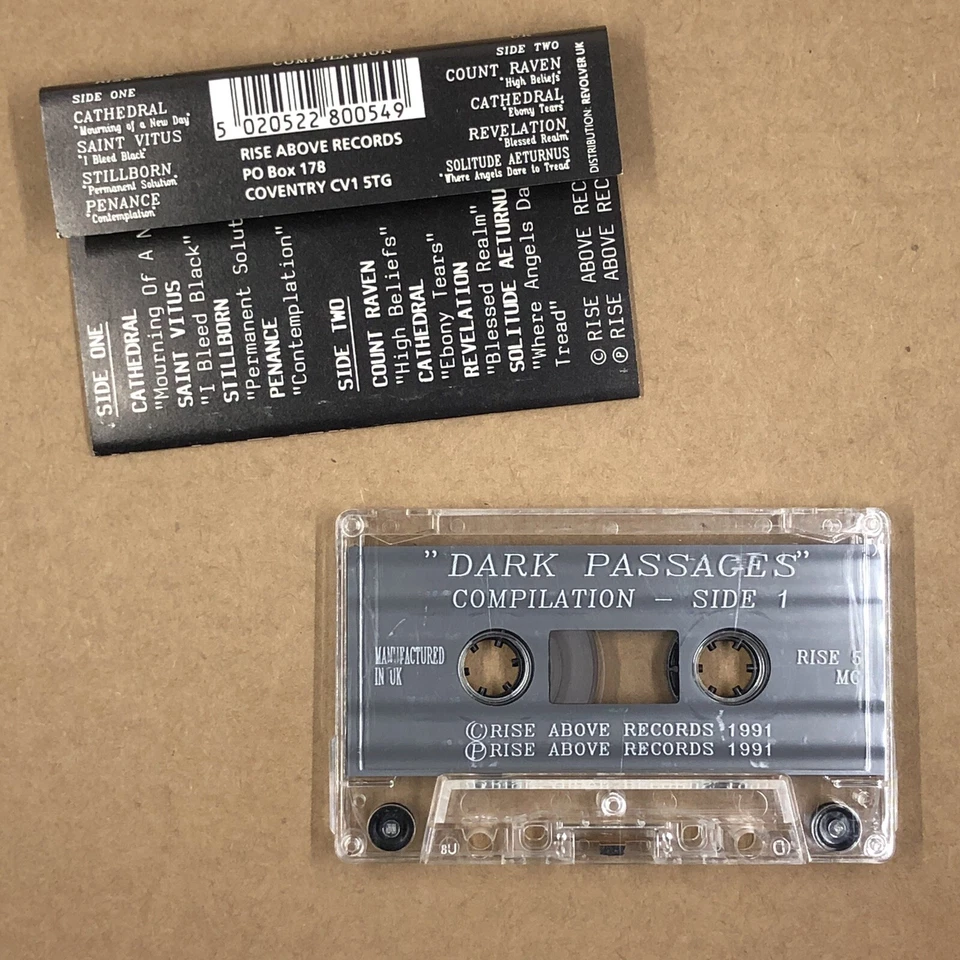 COMPILATION
SIDE ONE
CATHEDRAL
"Mourning of a New Day"
SAINT VITUS
"I Bleed Black"
STILLBORN
"Permanent Solution"
PENANCE
"Contemplation"
5 020522 800549
RISE ABOVE RECORDS
PO Box 178
COVENTRY CV1 5TG
SIDE TWO
COUNT RAVEN
"High Beliefs"
CATHEDRAL
"Ebony Tears"
REVELATION
"Blessed Realm"
SOLITUDE AETURNUS
"Where Angels Dare to Tread"
DISTRIBUTION: REVOLVER UK
SIDE ONE
CATHEDRAL
"Mourning Of A
SAINT VITUS
"I Bleed Black"
STILLBORN
"Permanent Solut
PENANCE
"Contemplation"
SIDE TWO
COUNT RAVEN
"High Beliefs"
CATHEDRAL
"Ebony Tears"
REVELATION
"Blessed Realm"
SOLITUDE AETURNU
"Where Angels Da
Tread"
© RISE ABOVE REC
℗ RISE ABOVE REC
"DARK PASSAGES"
COMPILATION — SIDE 1
MANUFACTURED
IN UK
RISE 5
MC
©RISE ABOVE RECORDS 1991
℗RISE ABOVE RECORDS 1991